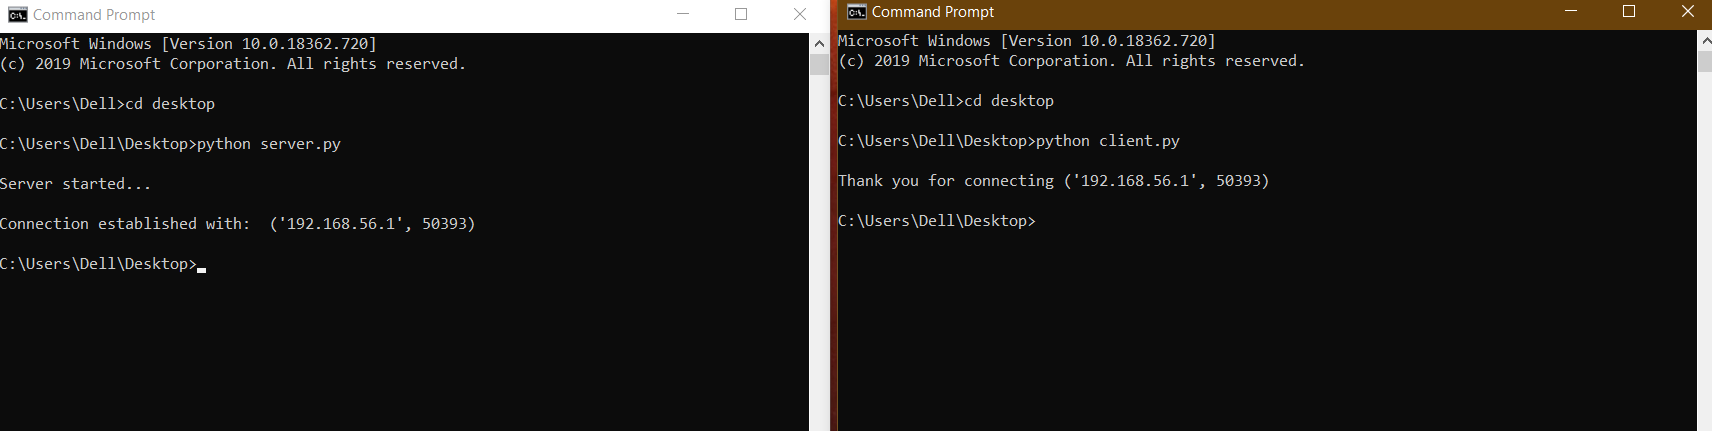 Command Prompt
Microsoft Windows [Version 10.0.18362.720]
(c) 2019 Microsoft Corporation. All rights reserved.
C:\Users\Dell>cd desktop
C:\Users\Dell\Desktop>python server.py
Server started...
Connection established with:  ('192.168.56.1', 50393)
C:\Users\Dell\Desktop>
Command Prompt
Microsoft Windows [Version 10.0.18362.720]
(c) 2019 Microsoft Corporation. All rights reserved.
C:\Users\Dell>cd desktop
C:\Users\Dell\Desktop>python client.py
Thank you for connecting ('192.168.56.1', 50393)
C:\Users\Dell\Desktop>